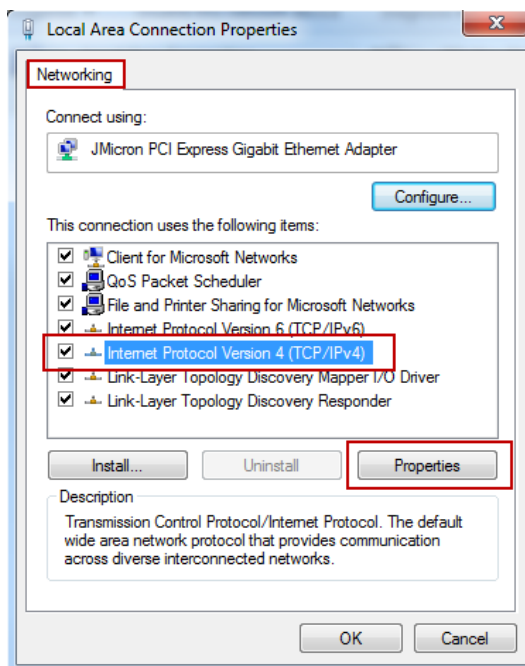 Local Area Connection Properties
Networking
Connect using:
JMicron PCI Express Gigabit Ethernet Adapter
Configure...
This connection uses the following items:
Client for Microsoft Networks
QoS Packet Scheduler
File and Printer Sharing for Microsoft Networks
Internet Protocol Version 6 (TCP/IPv6)
Internet Protocol Version 4 (TCP/IPv4)
Link-Layer Topology Discovery Mapper I/O Driver
Link-Layer Topology Discovery Responder
Install... Uninstall Properties
Description
Transmission Control Protocol/Internet Protocol. The default
wide area network protocol that provides communication
across diverse interconnected networks.
OK Cancel